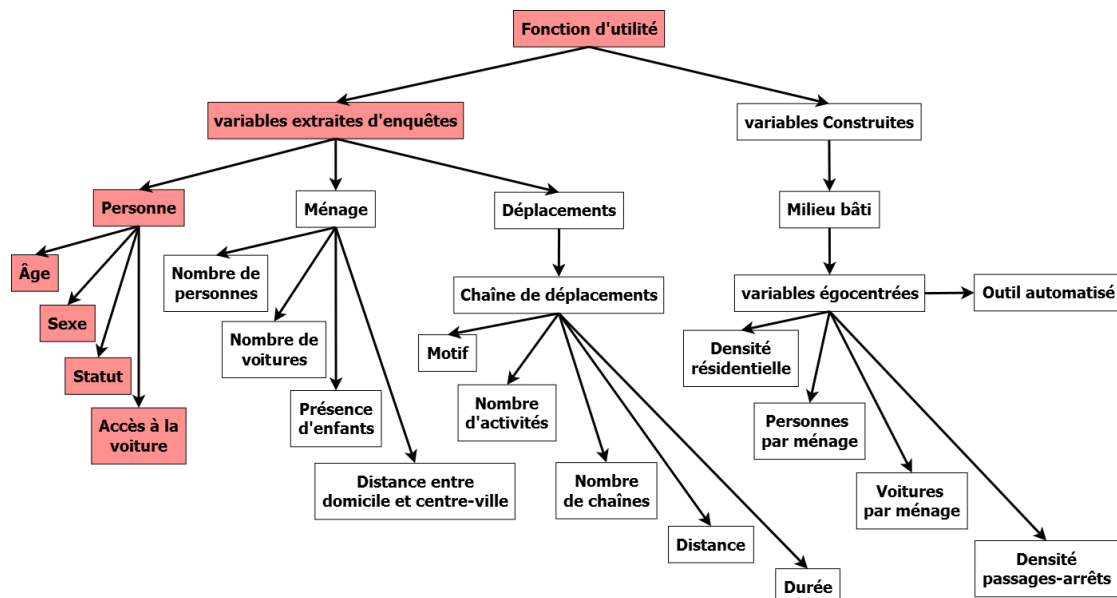 Fonction d'utilité
variables extraites d'enquêtes
variables Construites
Personne
Ménage
Déplacements
Milieu bâti
Âge
Nombre de
personnes
Chaîne de déplacements
variables égocentrées
Outil automatisé
Sexe
Nombre de
voitures
Motif
Densité
résidentielle
Statut
Présence
d'enfants
Nombre
d'activités
Personnes
par ménage
Accès à la
voiture
Distance entre
domicile et centre-ville
Nombre
de chaînes
Voitures
par ménage
Distance
Densité
passages-arrêts
Durée